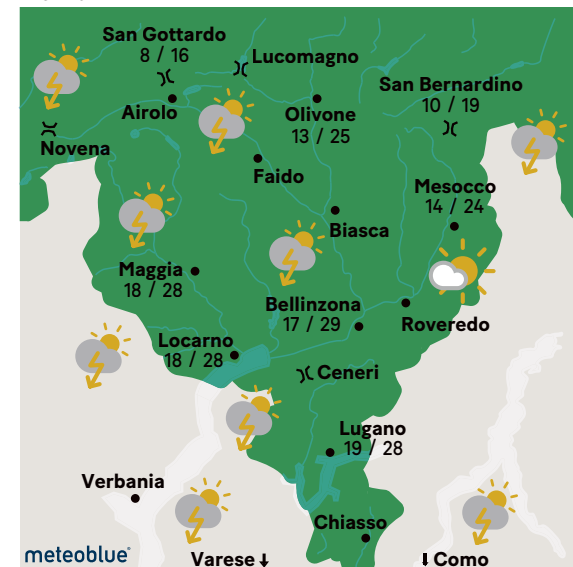 San Gottardo
8 / 16
Lucomagno
San Bernardino
10 / 19
Airolo
Olivone
13 / 25
Novena
Faido
Mesocco
14 / 24
Biasca
Maggia
18 / 28
Bellinzona
17 / 29
Roveredo
Locarno
18 / 28
Ceneri
Lugano
19 / 28
Verbania
Chiasso
meteoblue®
Varese ↓
⬇ Como